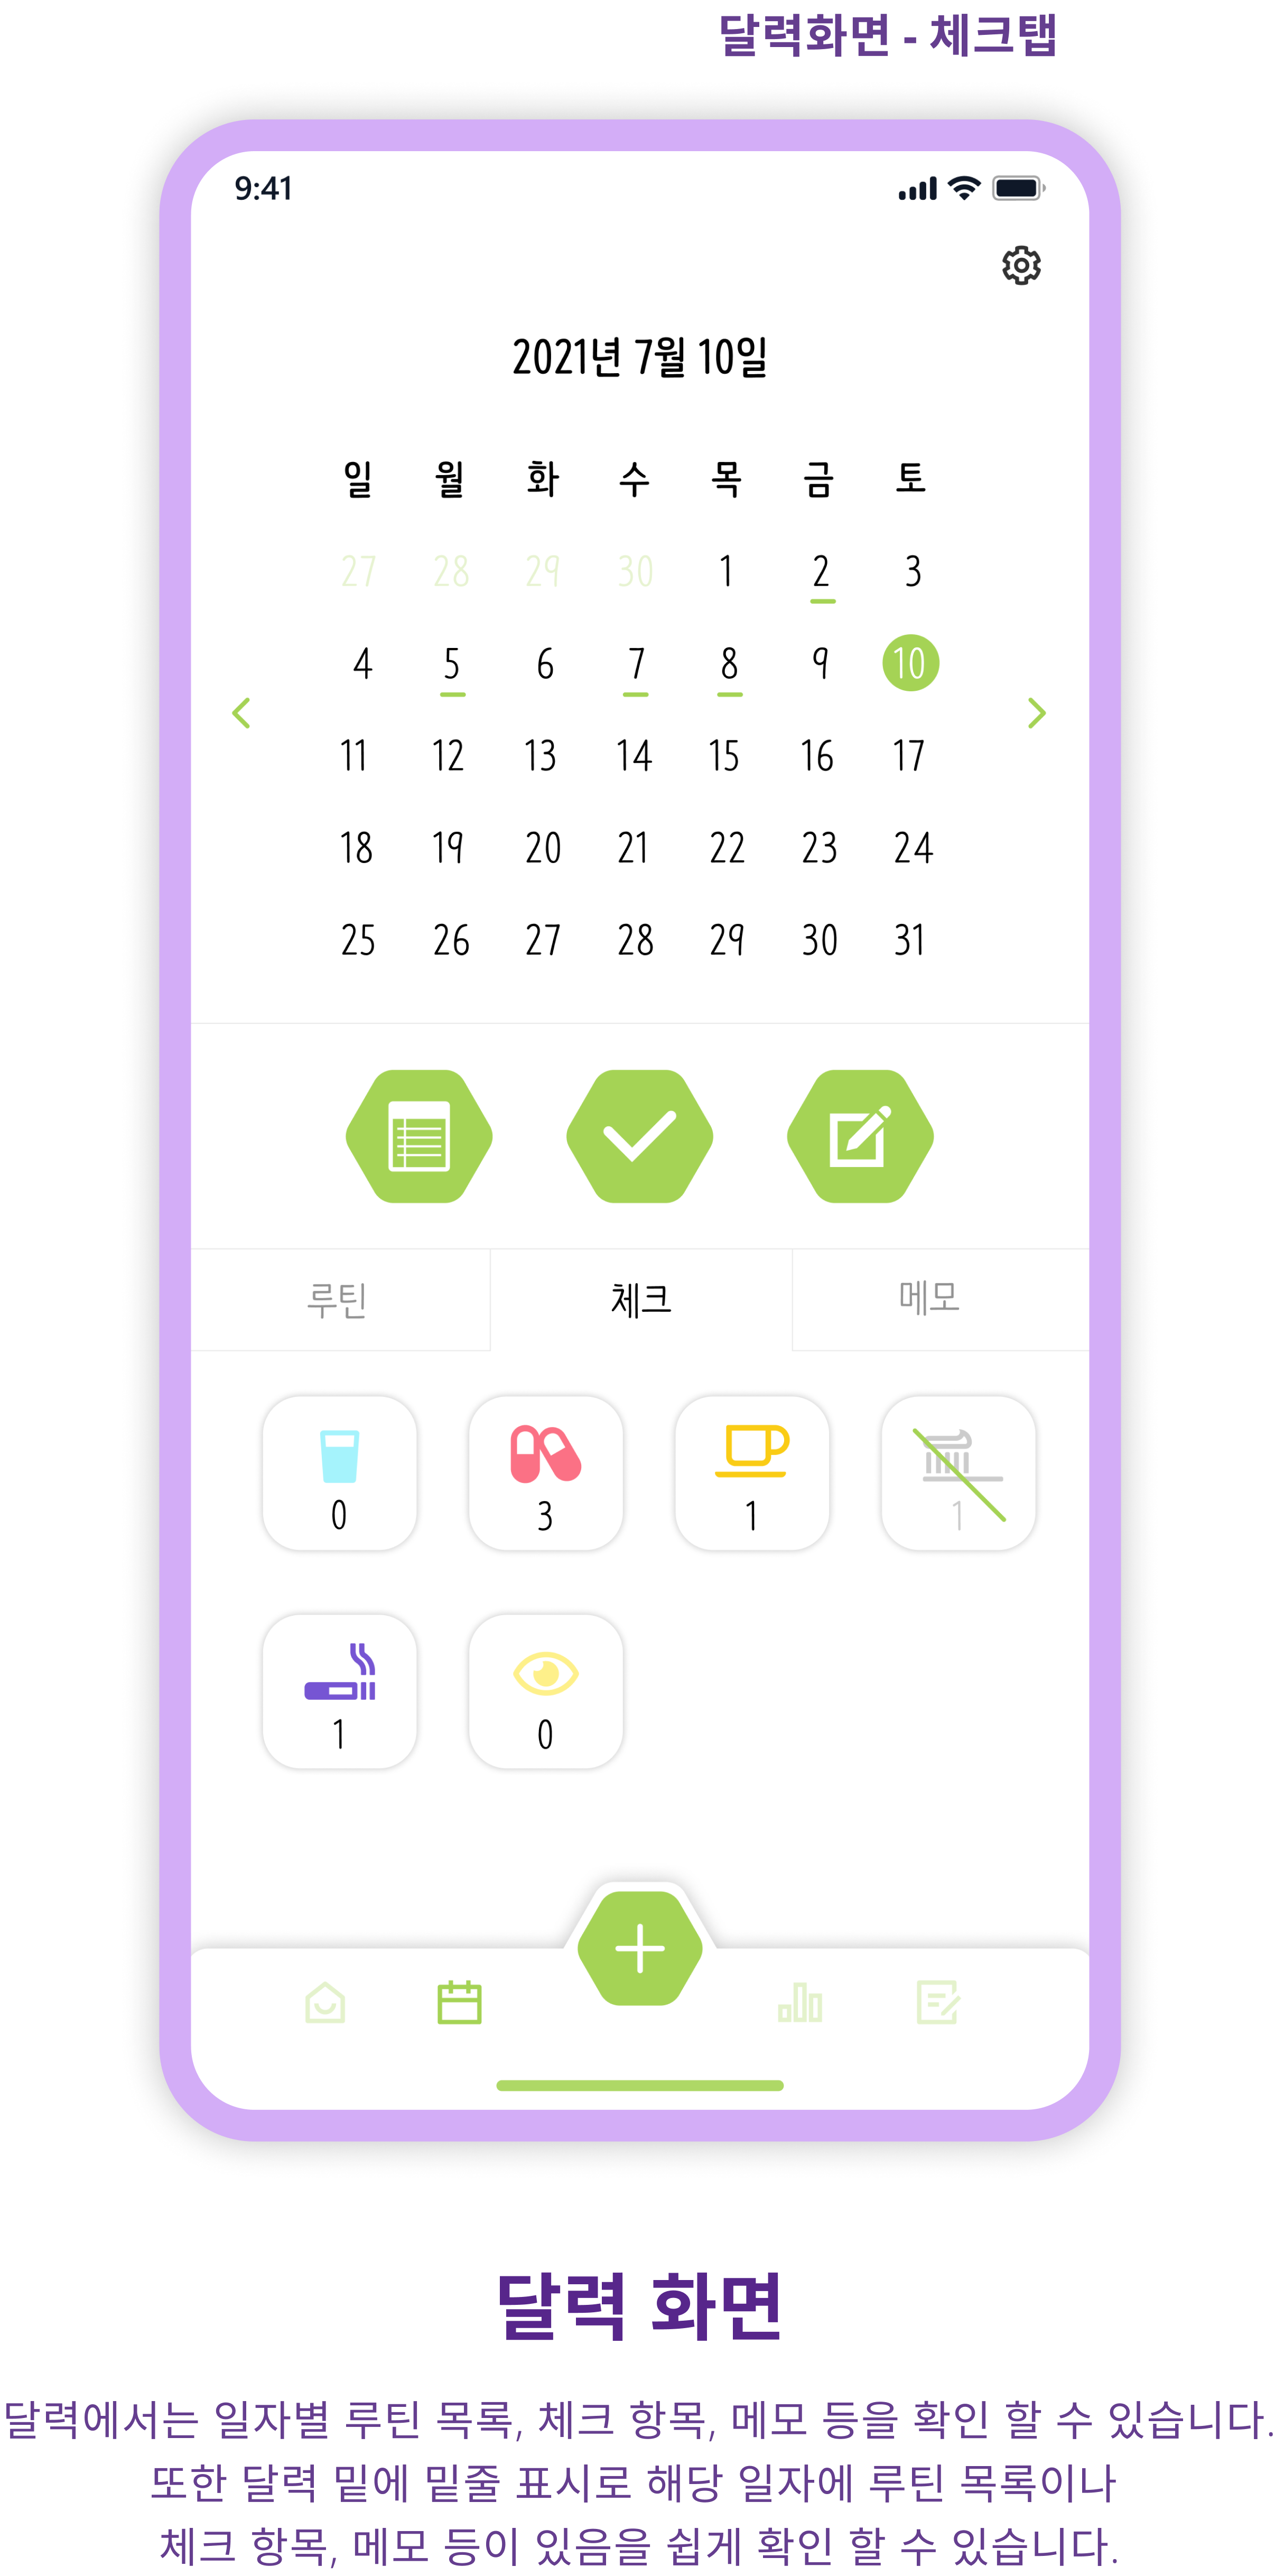 달력화면 - 체크탭
9:41
2021년 7월 10일
일 월 화 수 목 금 토
27 28 29 30 1 2 3
4 5 6 7 8 9 10
11 12 13 14 15 16 17
18 19 20 21 22 23 24
25 26 27 28 29 30 31
루틴 체크 메모
0 3 1 1
1 0
달력 화면
달력에서는 일자별 루틴 목록, 체크 항목, 메모 등을 확인 할 수 있습니다.
또한 달력 밑에 밑줄 표시로 해당 일자에 루틴 목록이나
체크 항목, 메모 등이 있음을 쉽게 확인 할 수 있습니다.